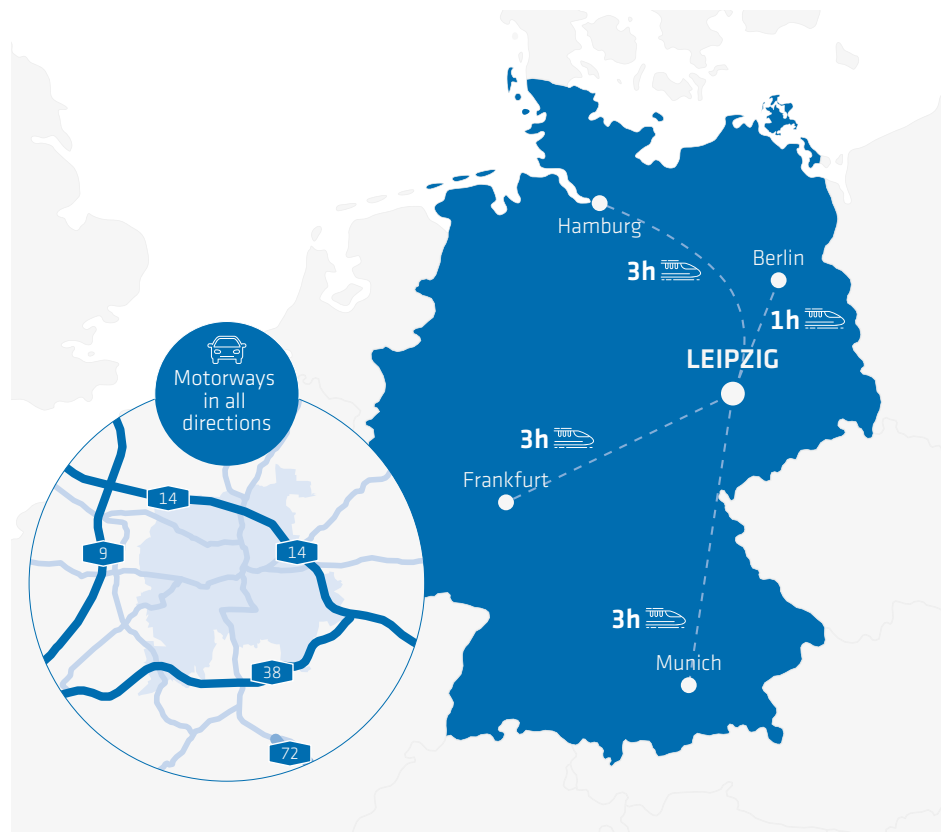 Hamburg
Berlin
3h
1h
LEIPZIG
Motorways
in all
directions
3h
Frankfurt
14
9
14
3h
Munich
38
72